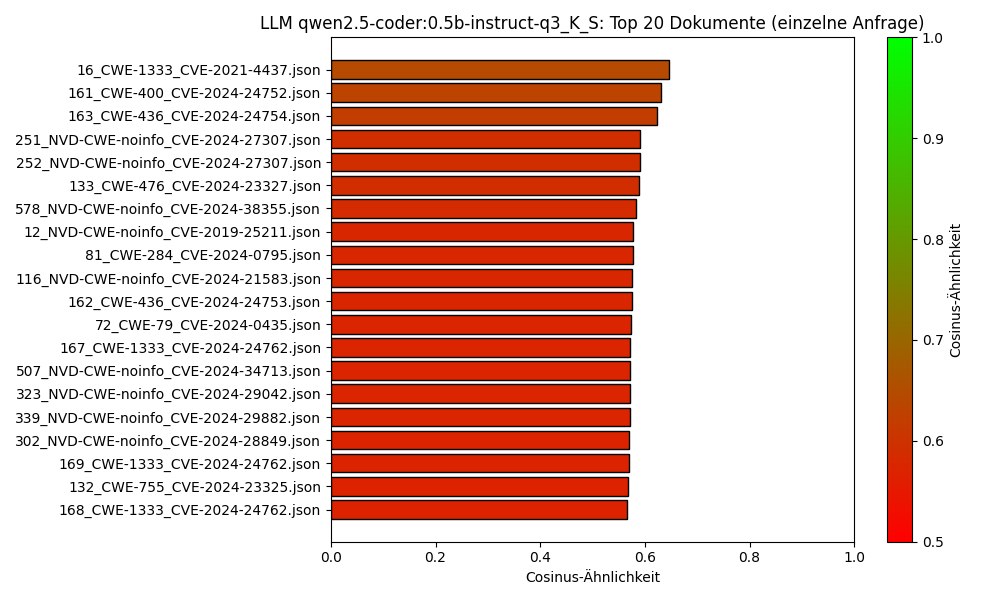 LLM qwen2.5-coder:0.5b-instruct-q3_K_S: Top 20 Dokumente (einzelne Anfrage)
16_CWE-1333_CVE-2021-4437.json
161_CWE-400_CVE-2024-24752.json
163_CWE-436_CVE-2024-24754.json
251_NVD-CWE-noinfo_CVE-2024-27307.json
252_NVD-CWE-noinfo_CVE-2024-27307.json
133_CWE-476_CVE-2024-23327.json
578_NVD-CWE-noinfo_CVE-2024-38355.json
12_NVD-CWE-noinfo_CVE-2019-25211.json
81_CWE-284_CVE-2024-0795.json
116_NVD-CWE-noinfo_CVE-2024-21583.json
162_CWE-436_CVE-2024-24753.json
72_CWE-79_CVE-2024-0435.json
167_CWE-1333_CVE-2024-24762.json
507_NVD-CWE-noinfo_CVE-2024-34713.json
323_NVD-CWE-noinfo_CVE-2024-29042.json
339_NVD-CWE-noinfo_CVE-2024-29882.json
302_NVD-CWE-noinfo_CVE-2024-28849.json
169_CWE-1333_CVE-2024-24762.json
132_CWE-755_CVE-2024-23325.json
168_CWE-1333_CVE-2024-24762.json
0.0 0.2 0.4 0.6 0.8 1.0
Cosinus-Ähnlichkeit
1.0
0.9
0.8
0.7
0.6
0.5
Cosinus-Ähnlichkeit